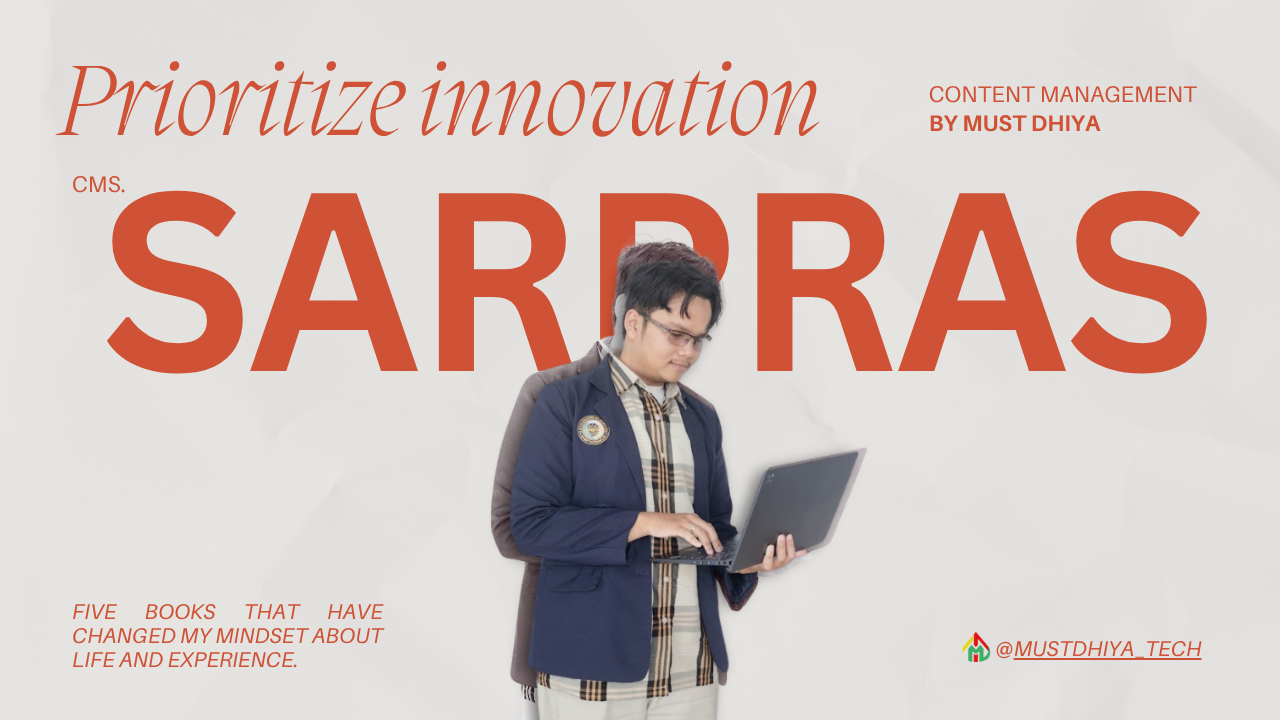 Prioritize innovation
CONTENT MANAGEMENT
BY MUST DHIYA
CMS.
SARPRAS
FIVE BOOKS THAT HAVE
CHANGED MY MINDSET ABOUT
LIFE AND EXPERIENCE.
@MUSTDHIYA_TECH